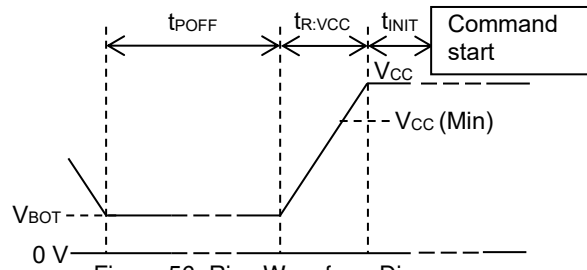 tPOFF tR:VCC tINIT Command
start
VCC
VCC (Min)
VBOT
0 V